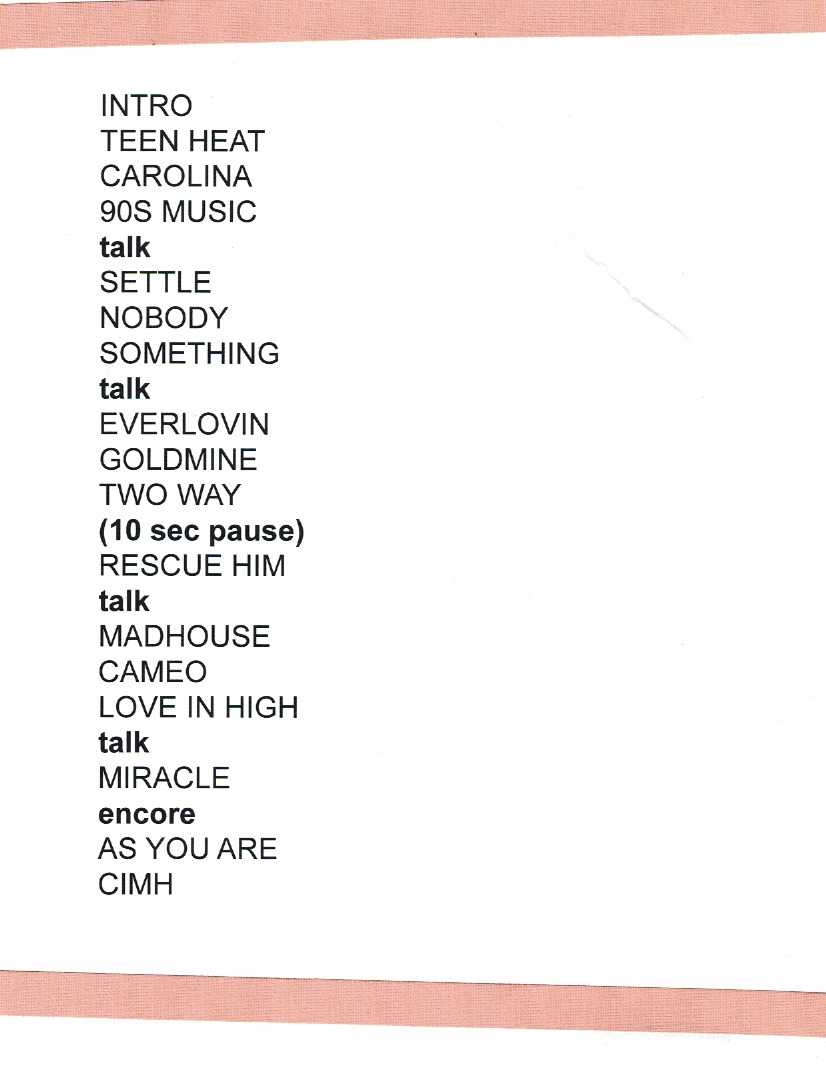 INTRO
TEEN HEAT
CAROLINA
90S MUSIC
talk
SETTLE
NOBODY
SOMETHING
talk
EVERLOVIN
GOLDMINE
TWO WAY
(10 sec pause)
RESCUE HIM
talk
MADHOUSE
CAMEO
LOVE IN HIGH
talk
MIRACLE
encore
AS YOU ARE
CIMH